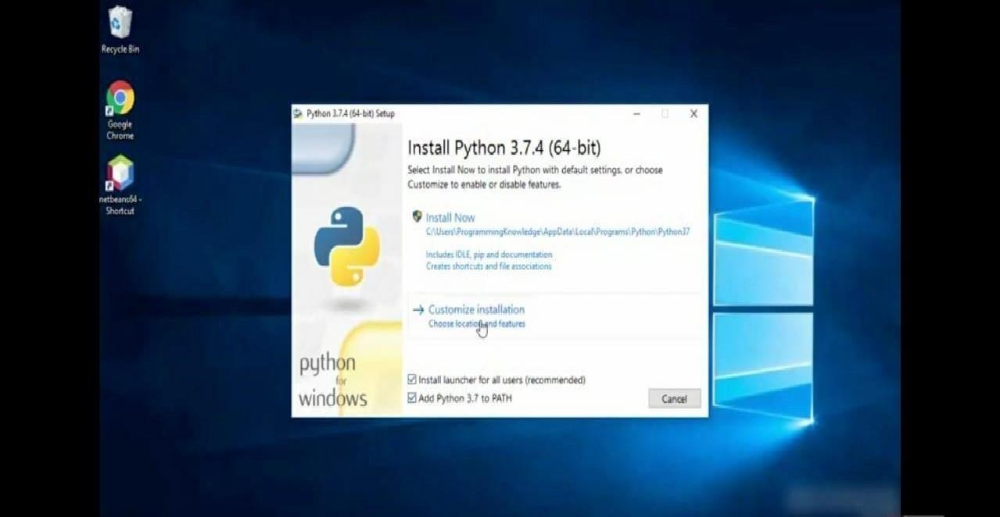 Recycle Bin
Google
Chrome
netbeans64 -
Shortcut
Python 3.7.4 (64-bit) Setup
Install Python 3.7.4 (64-bit)
Select Install Now to install Python with default settings, or choose
Customize to enable or disable features.
Install Now
C:\Users\ProgrammingKnowledge\AppData\Local\Programs\Python\Python37
Includes IDLE, pip and documentation
Creates shortcuts and file associations
Customize installation
Choose location and features
python
for
windows
Install launcher for all users (recommended)
Add Python 3.7 to PATH
Cancel